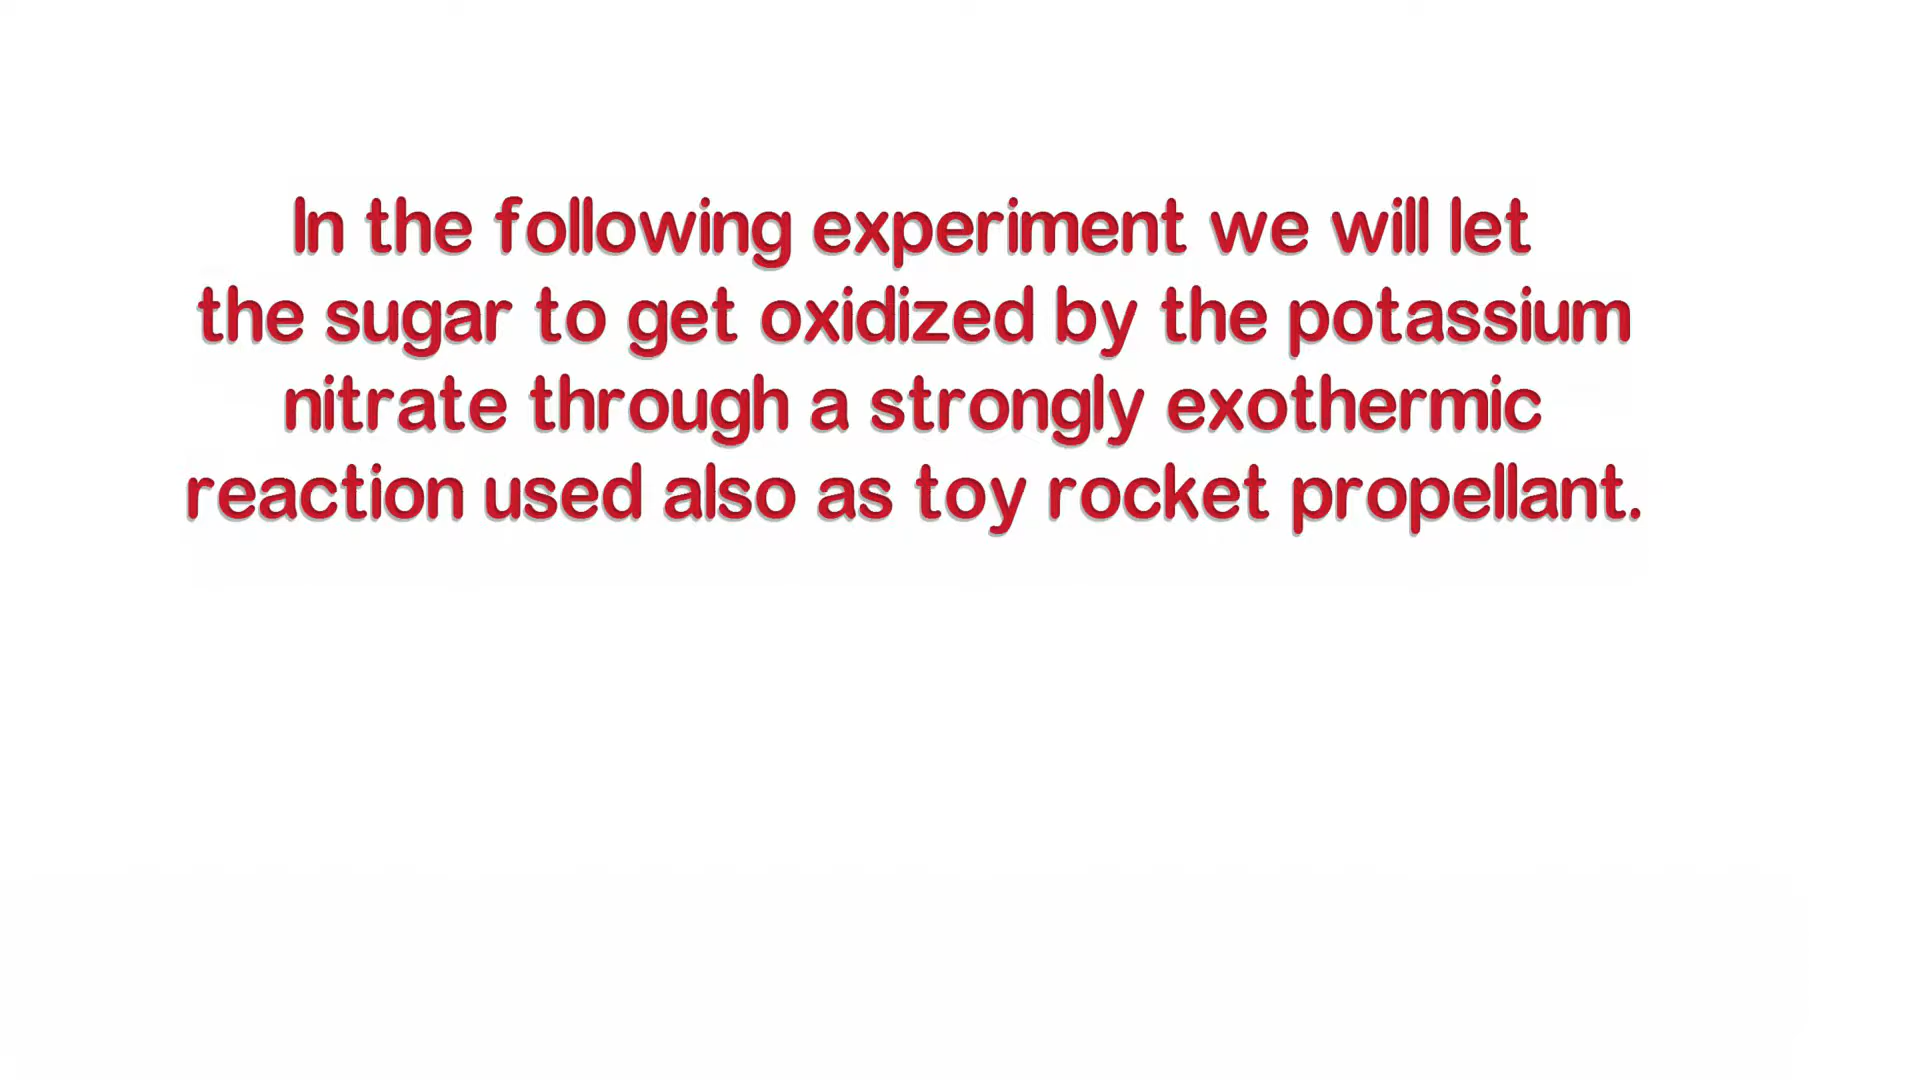 In the following experiment we will let
the sugar to get oxidized by the potassium
nitrate through a strongly exothermic
reaction used also as toy rocket propellant.